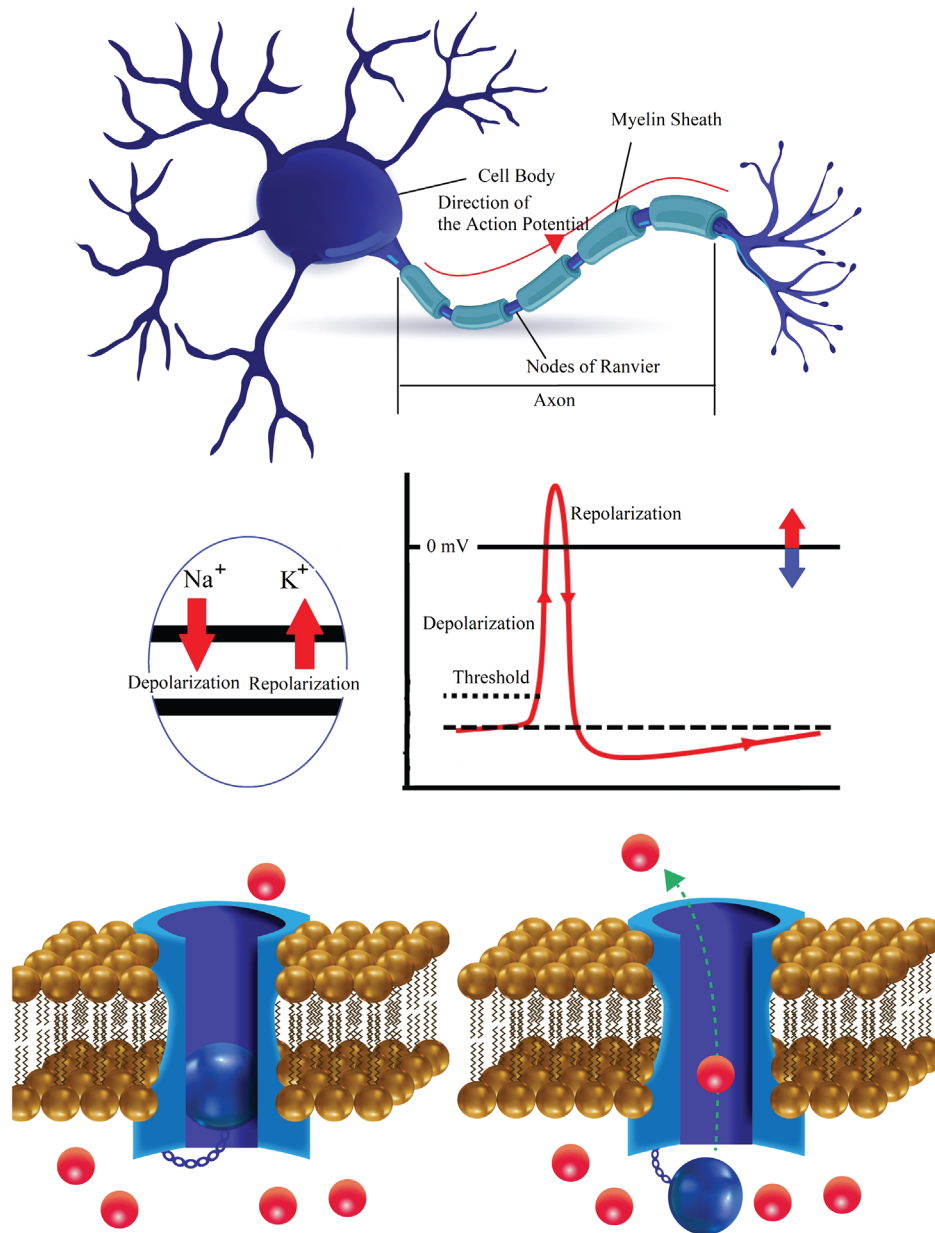 Myelin Sheath
Cell Body
Direction of
the Action Potential
Nodes of Ranvier
Axon
Repolarization
0 mV
Na+
K+
Depolarization
Threshold
Depolarization
Repolarization